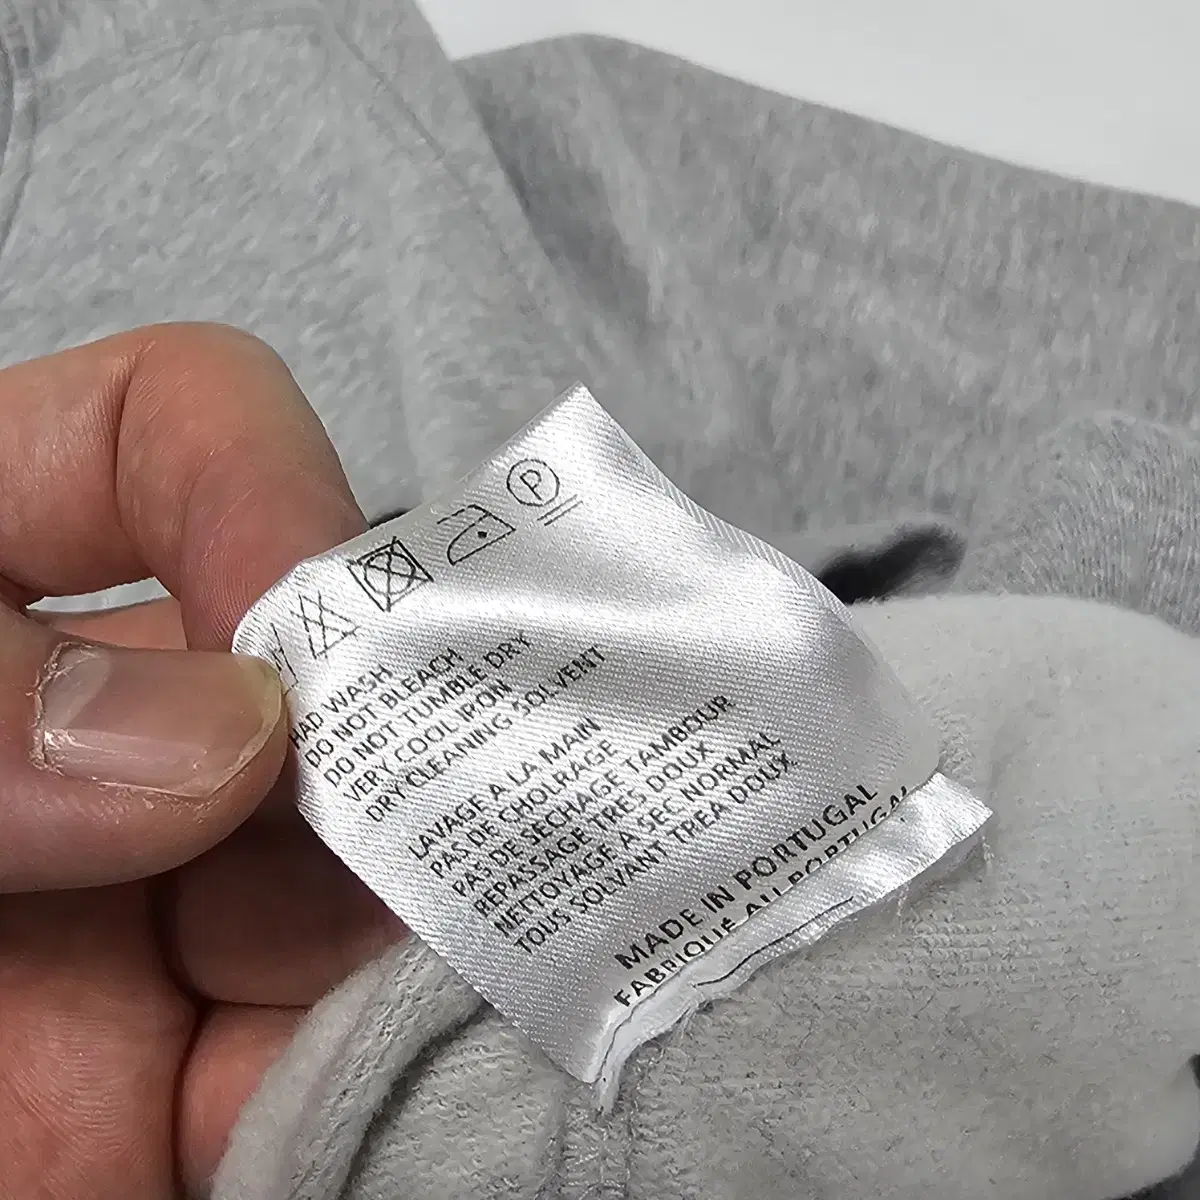 P
HAD WASH
DO NOT BLEACH
DO NOT TUMBLE DRY
VERY COOL IPON
DRY CLEANING SOLVENT
LAVAGE A LA MAIN
PAS DE CHOLRAGE
PAS DE SECHAGE TAMBOUR
REPASSAGE TRES DOUX
NETTOYAGE A SEC NORMAL
TOUS SOLVANT TREA DOUX
MADE IN PORTUGAL
FABRIQUÉ AU PORTUGAL